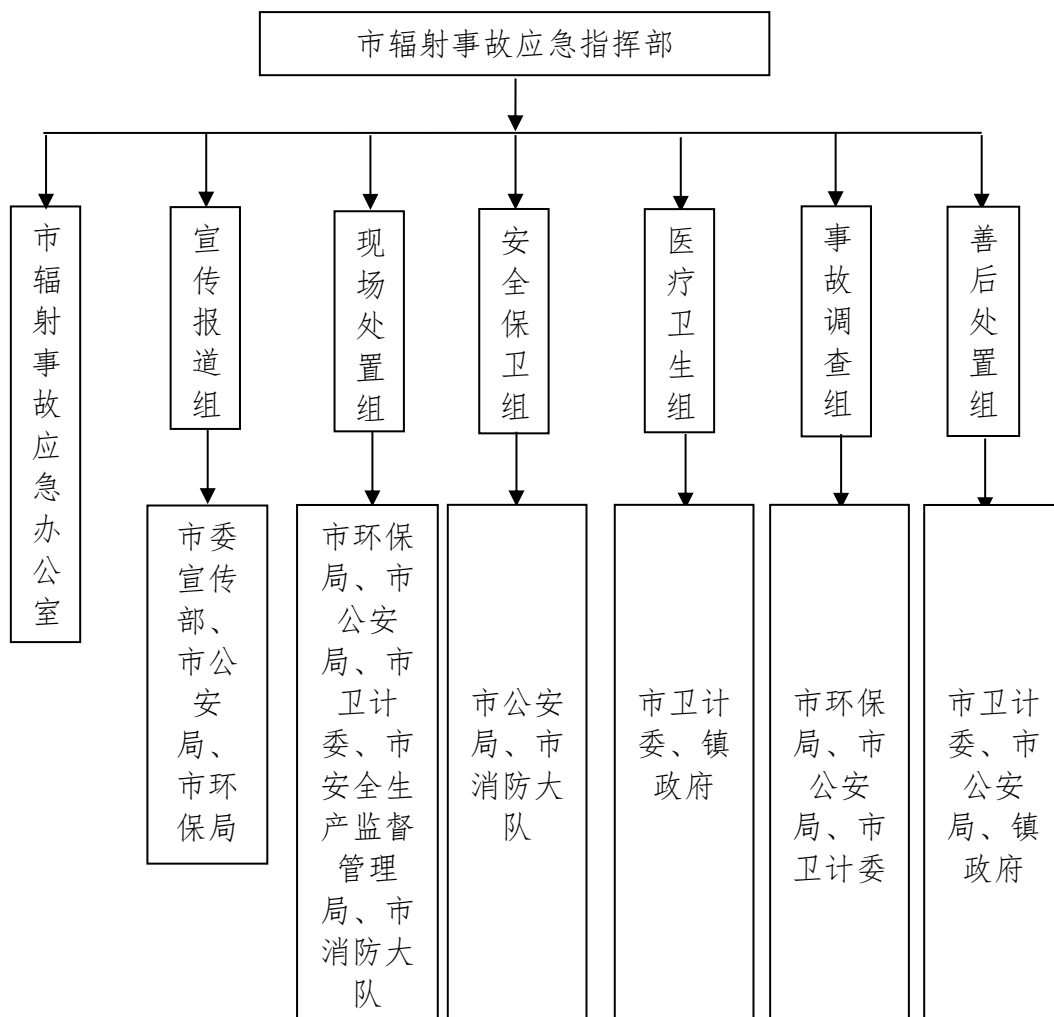 市辐射事故应急指挥部
市辐射事故应急办公室
宣传报道组
现场处置组
安全保卫组
医疗卫生组
事故调查组
善后处置组
市委
宣传
部、
市公
安
局、
市环
保局
市环保
局、市
公安
局、市
卫计
委、市
安全生
产监督
管理
局、市
消防大
队
市公安
局、市
消防大
队
市卫计
委、镇
政府
市环保
局、市
公安
局、市
卫计委
市卫计
委、市
公安
局、镇
政府